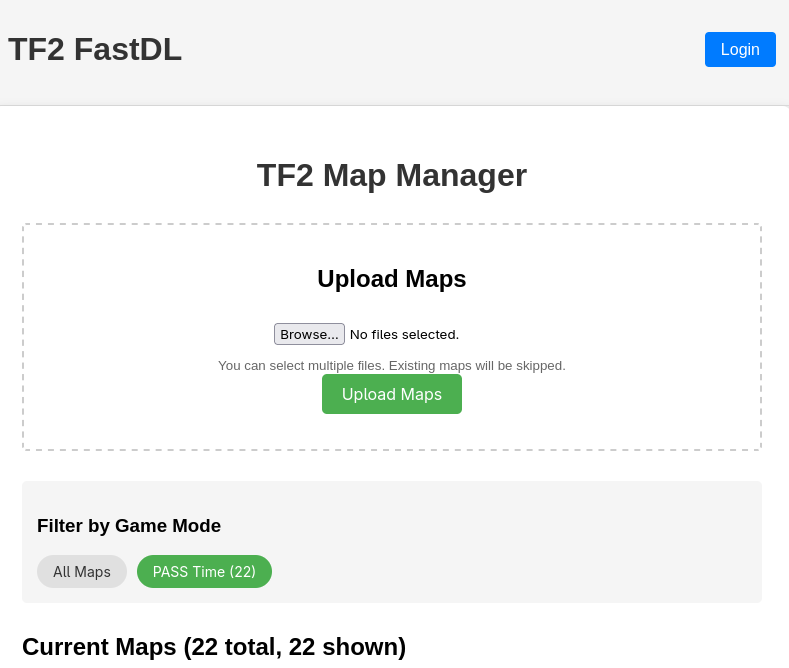 TF2 FastDL
Login
TF2 Map Manager
Upload Maps
Browse... No files selected.
You can select multiple files. Existing maps will be skipped.
Upload Maps
Filter by Game Mode
All Maps
PASS Time (22)
Current Maps (22 total, 22 shown)